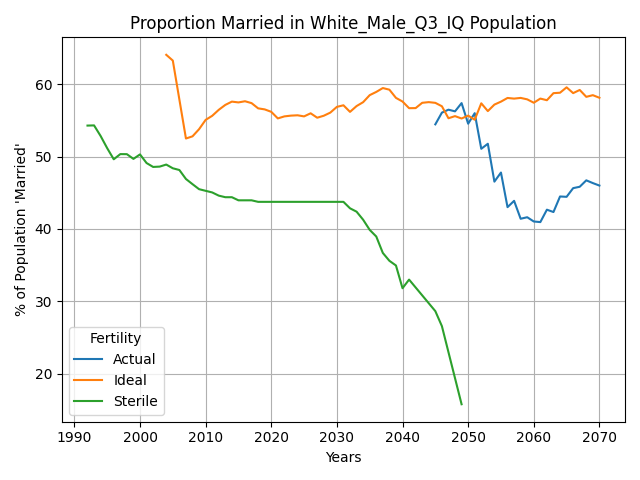 Proportion Married in White_Male_Q3_IQ Population
% of Population 'Married'
60
50
40
30
20
Fertility
Actual
Ideal
Sterile
1990 2000 2010 2020 2030 2040 2050 2060 2070
Years